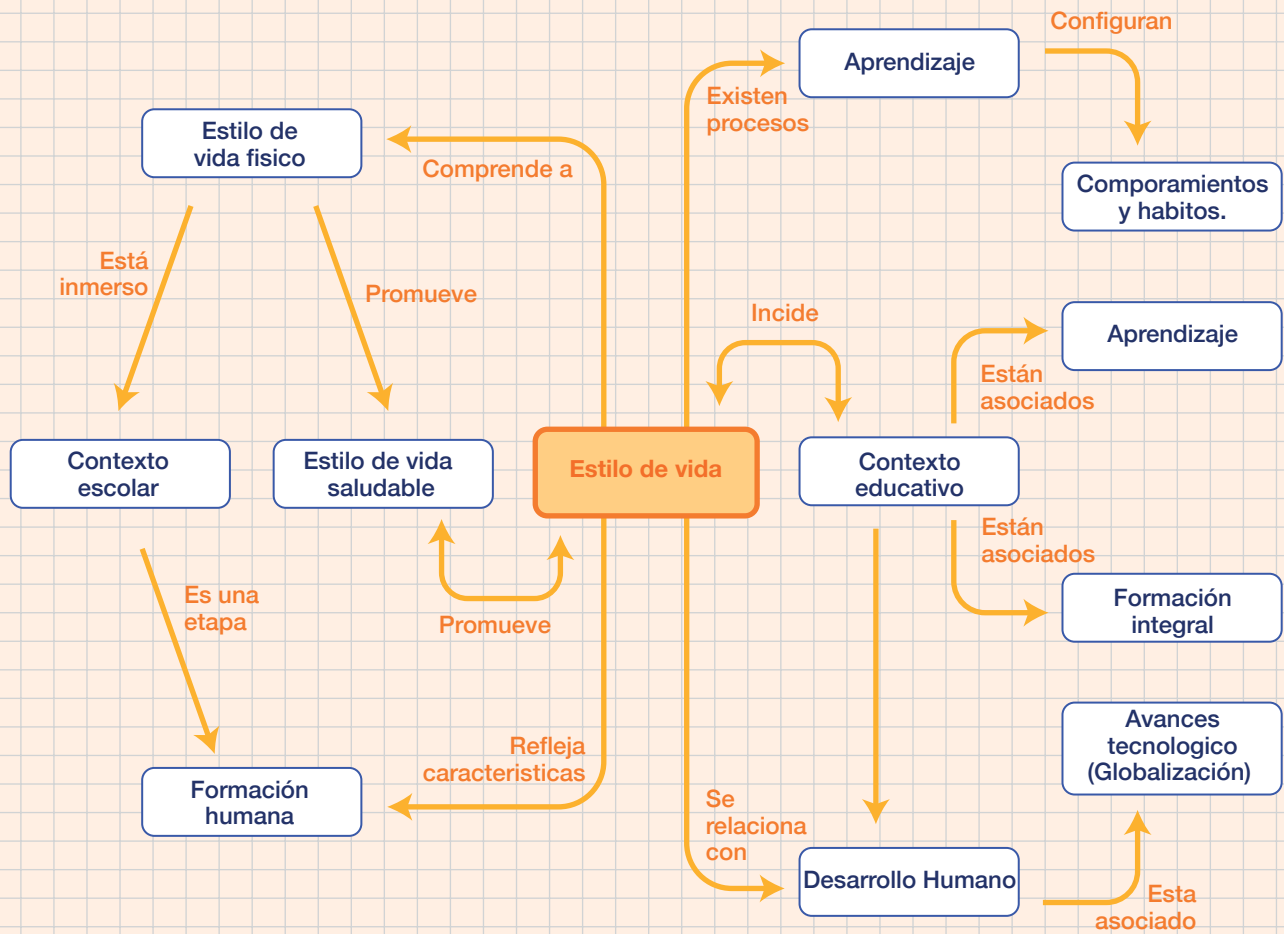 Configuran
Aprendizaje
Existen
procesos
Estilo de
vida fisico
Comprende a
Comporamientos
y habitos.
Está
inmerso
Promueve
Incide
Aprendizaje
Están
asociados
Contexto
escolar
Estilo de vida
saludable
Estilo de vida
Contexto
educativo
Están
asociados
Es una
etapa
Promueve
Formación
integral
Refleja
caracteristicas
Avances
tecnologico
(Globalización)
Formación
humana
Se
relaciona
con
Desarrollo Humano
Esta
asociado